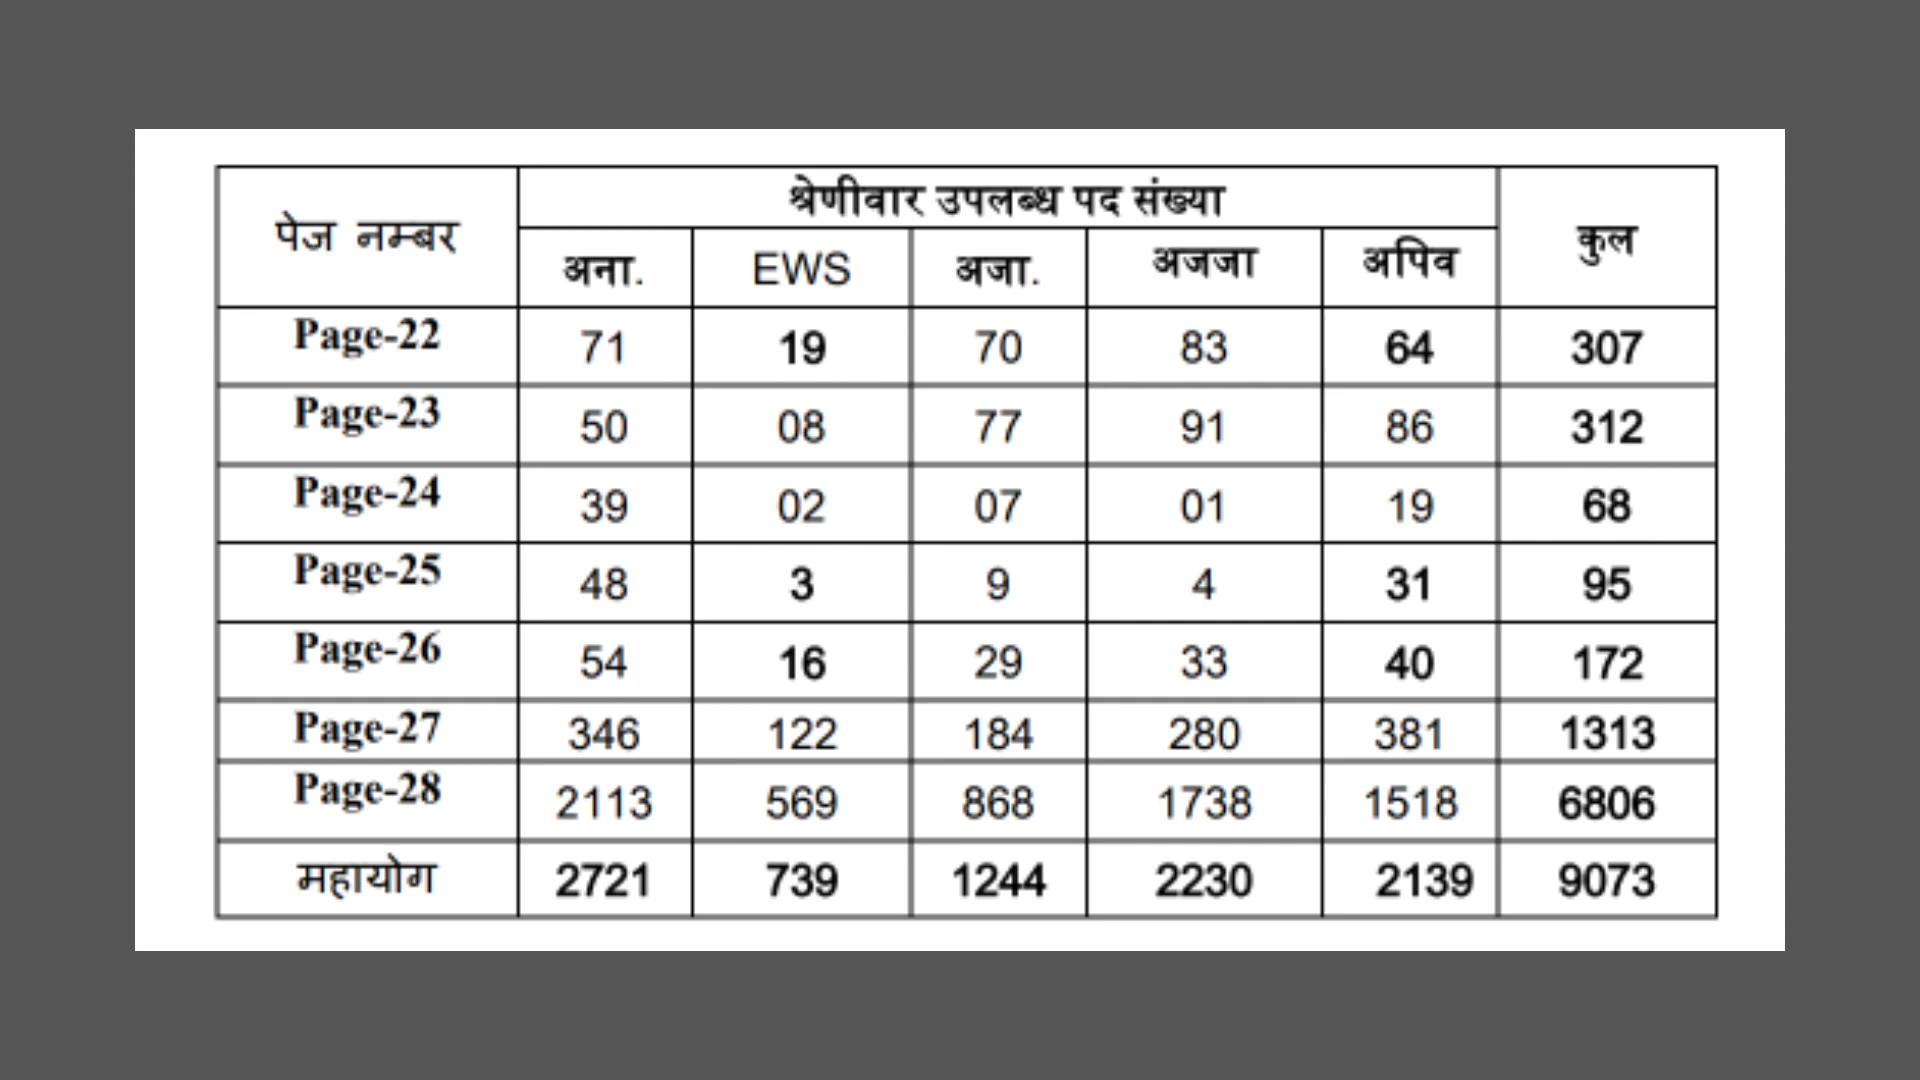 पेज नम्बर श्रेणीवार उपलब्ध पद संख्या कुल
अना. EWS अजा. अजजा अपिव
Page-22 71 19 70 83 64 307
Page-23 50 08 77 91 86 312
Page-24 39 02 07 01 19 68
Page-25 48 3 9 4 31 95
Page-26 54 16 29 33 40 172
Page-27 346 122 184 280 381 1313
Page-28 2113 569 868 1738 1518 6806
महायोग 2721 739 1244 2230 2139 9073